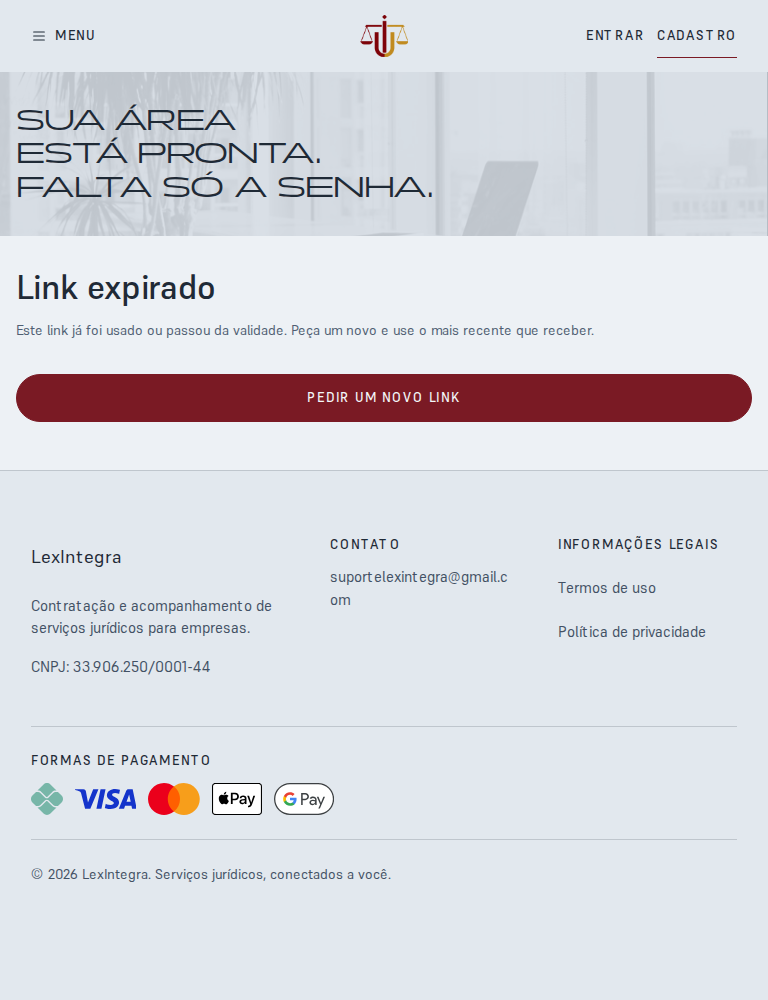 MENU
ENTRAR
CADASTRO
SUA ÁREA
ESTÁ PRONTA.
FALTA SÓ A SENHA.
Link expirado
Este link já foi usado ou passou da validade. Peça um novo e use o mais recente que receber.
PEDIR UM NOVO LINK
LexIntegra
Contratação e acompanhamento de
serviços jurídicos para empresas.
CNPJ: 33.906.250/0001-44
CONTATO
suportelexintegra@gmail.c
om
INFORMAÇÕES LEGAIS
Termos de uso
Política de privacidade
FORMAS DE PAGAMENTO
VISA
Pay
G Pay
© 2026 LexIntegra. Serviços jurídicos, conectados a você.